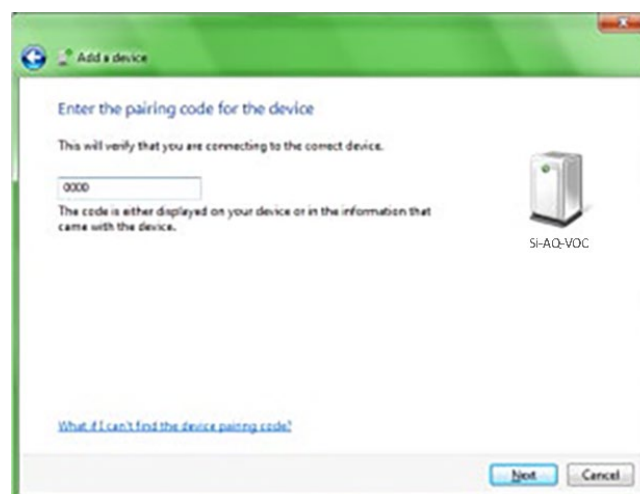 Add a device
Enter the pairing code for the device
This will verify that you are connecting to the correct device.
0000
The code is either displayed on your device or in the information that
came with the device.
Si-AQ-VOC
What if I can't find the device pairing code?
Next Cancel